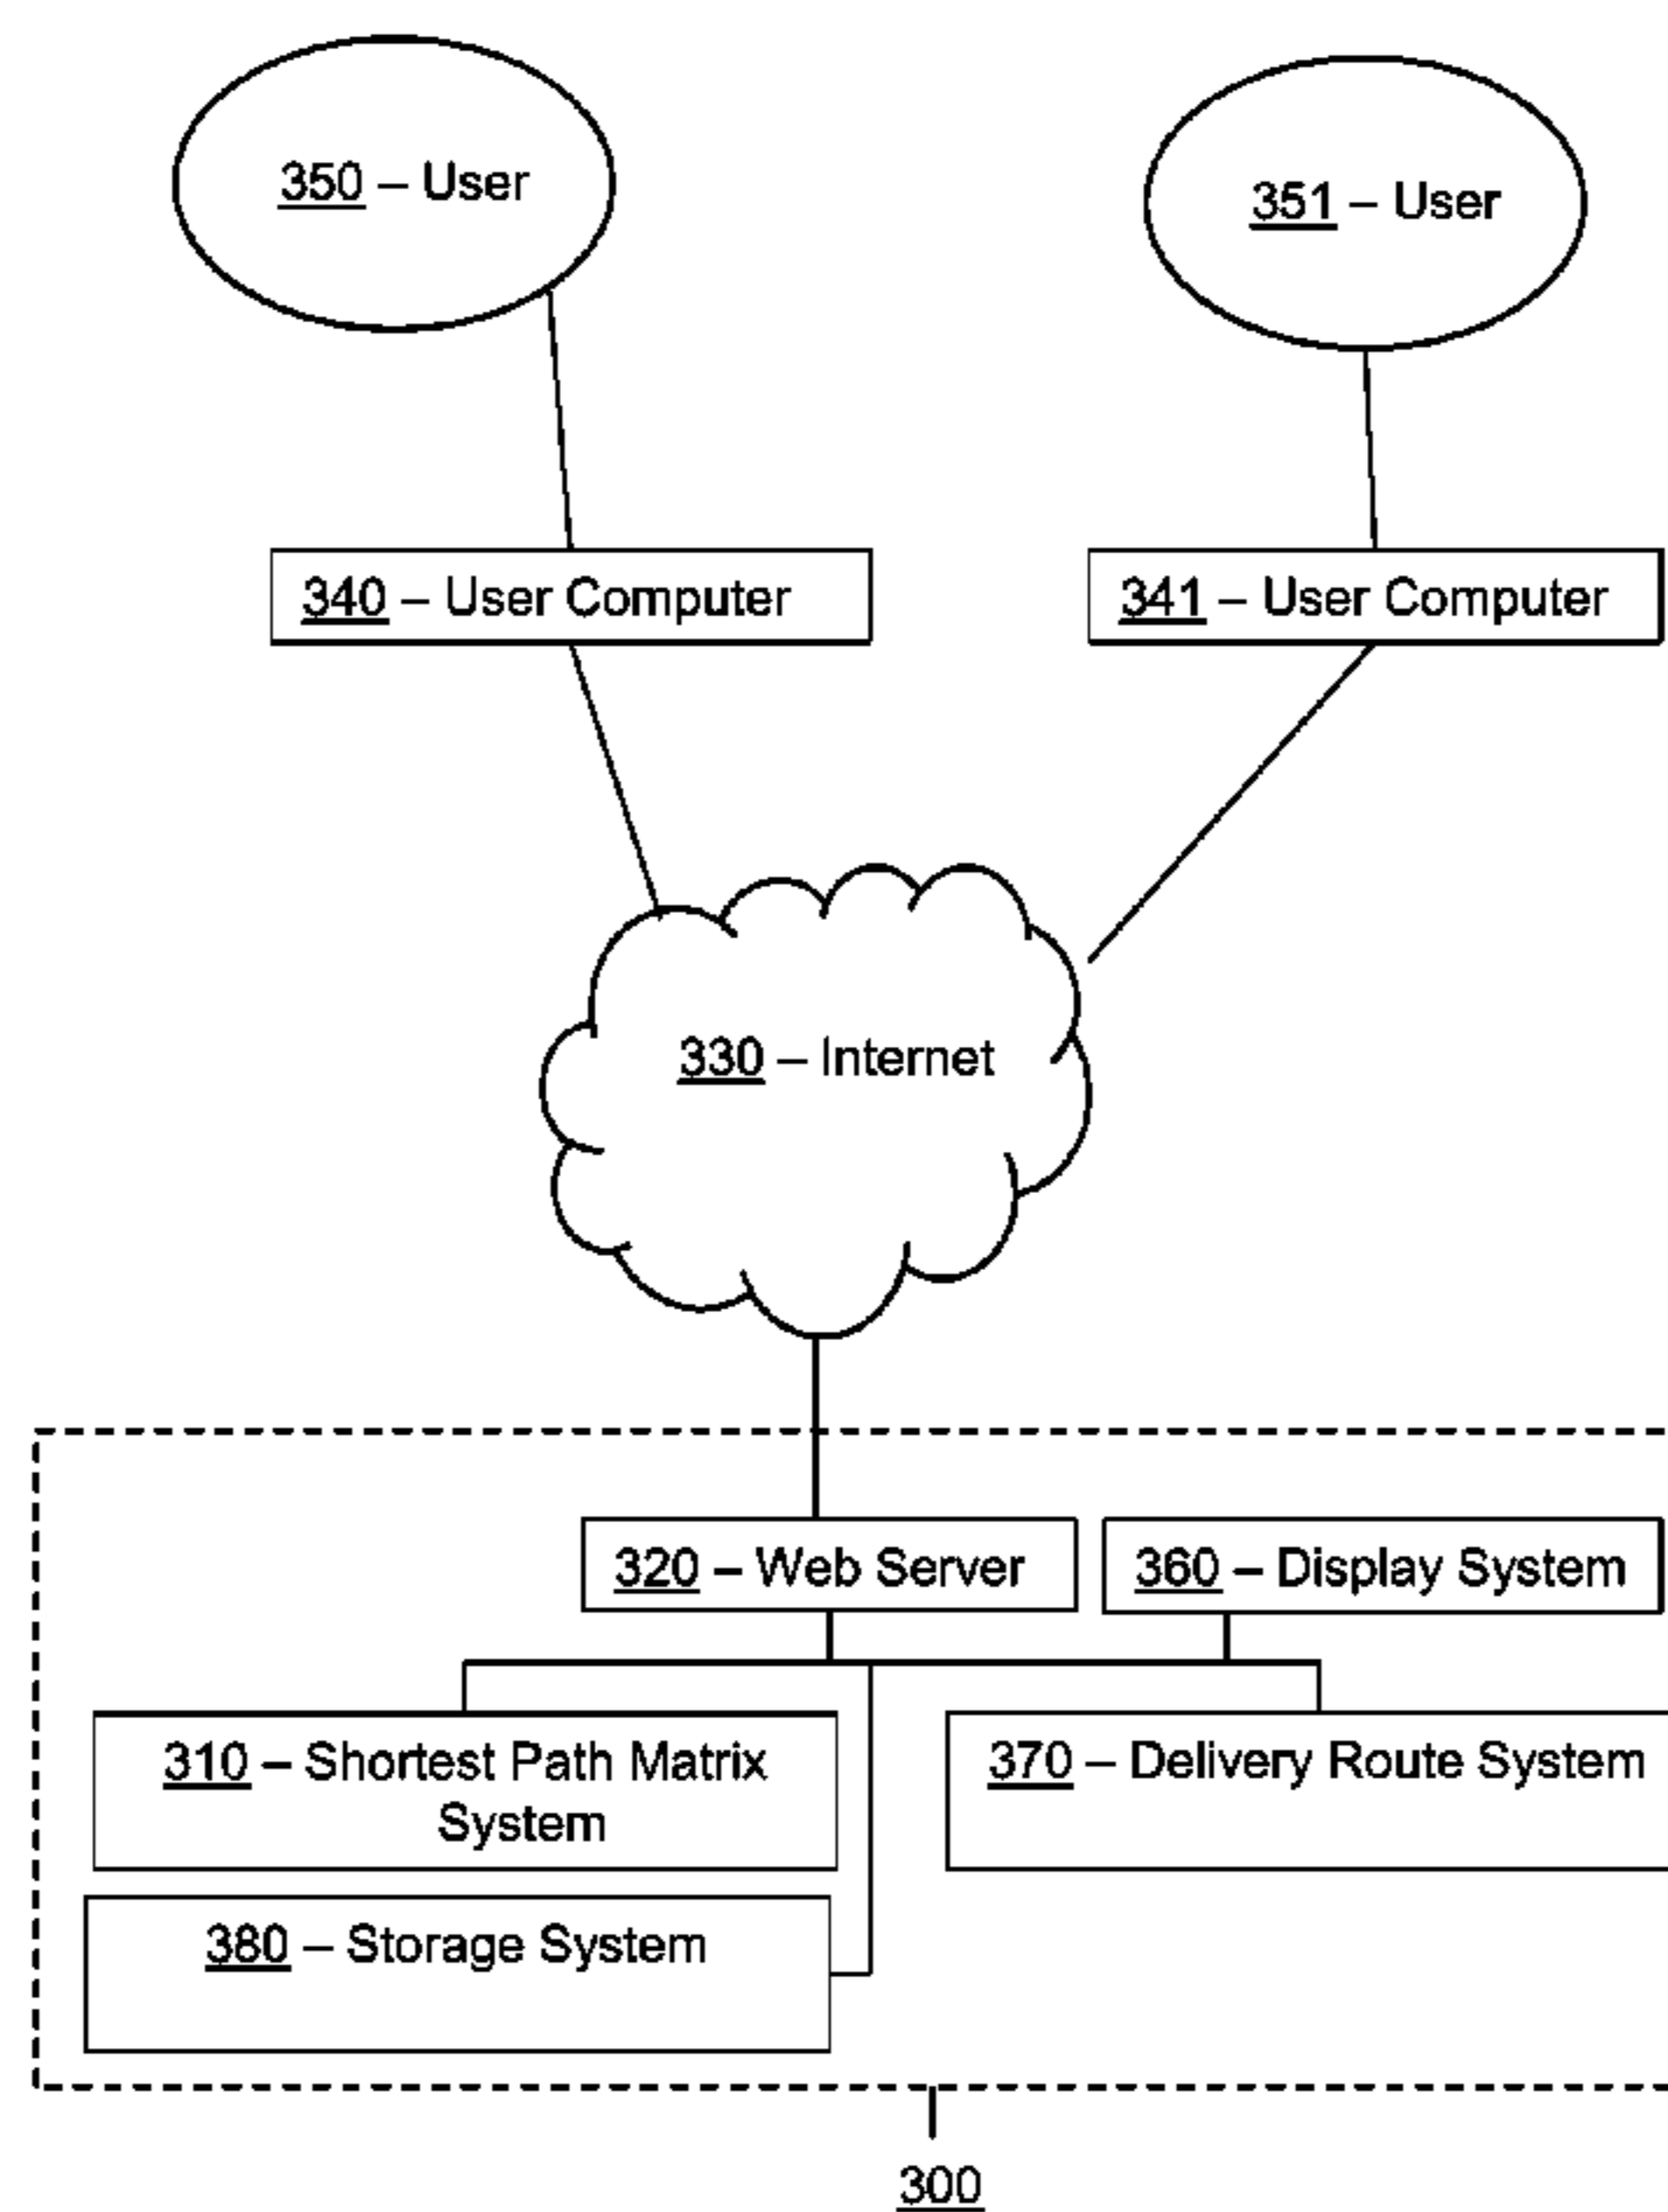 350 – User
351 – User
340 – User Computer
341 – User Computer
330 – Internet
320 – Web Server
360 – Display System
310 – Shortest Path Matrix
System
370 – Delivery Route System
380 – Storage System
300